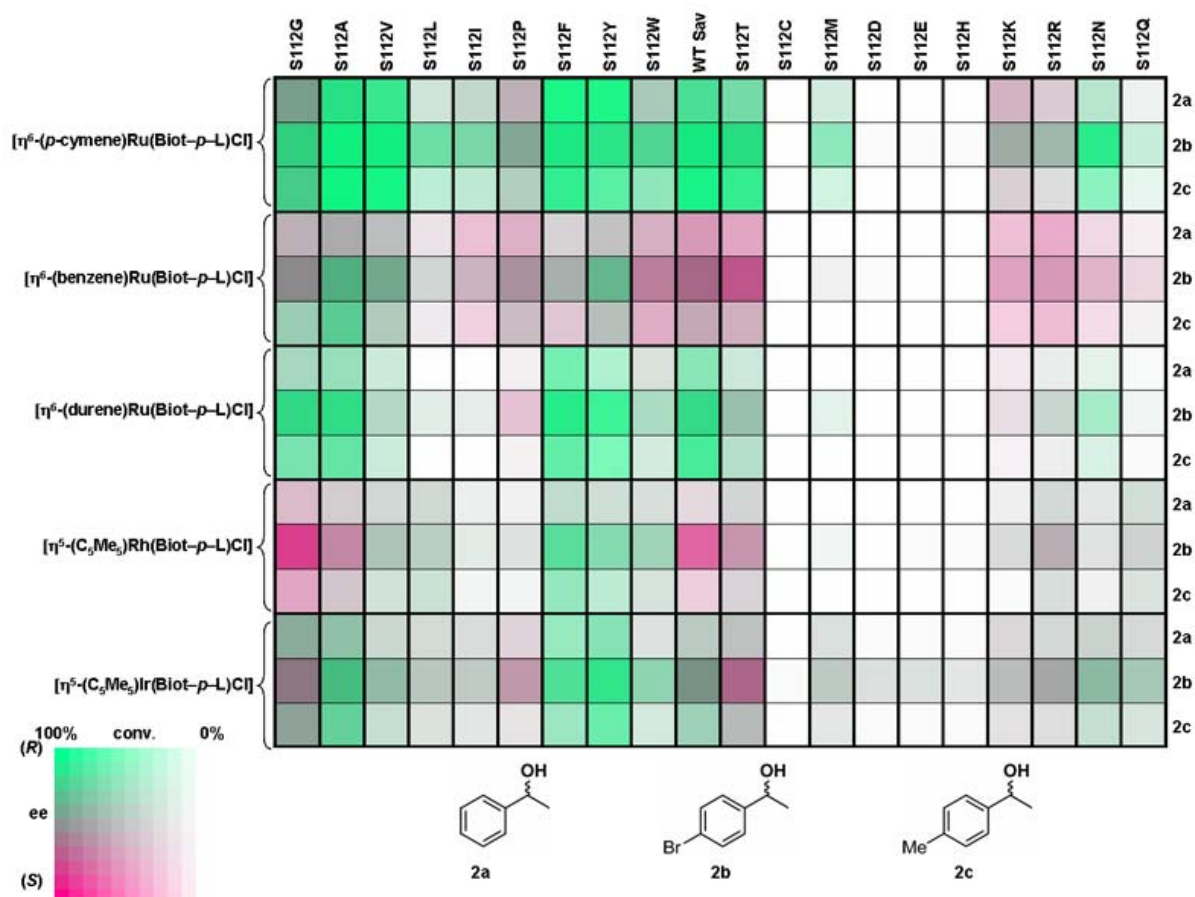 S112G S112A S112V S112L S112I S112P S112F S112Y S112W WT Sav S112T S112C S112M S112D S112E S112H S112K S112R S112N S112Q
2a
[η⁶-(p-cymene)Ru(Biot–p–L)Cl] 2b
2c
2a
[η⁶-(benzene)Ru(Biot–p–L)Cl] 2b
2c
2a
[η⁶-(durene)Ru(Biot–p–L)Cl] 2b
2c
2a
[η⁵-(C₅Me₅)Rh(Biot–p–L)Cl] 2b
2c
2a
[η⁵-(C₅Me₅)Ir(Biot–p–L)Cl] 2b
2c
100% conv. 0%
(R)
ee
(S)
OH
2a
OH
Br
2b
OH
Me
2c